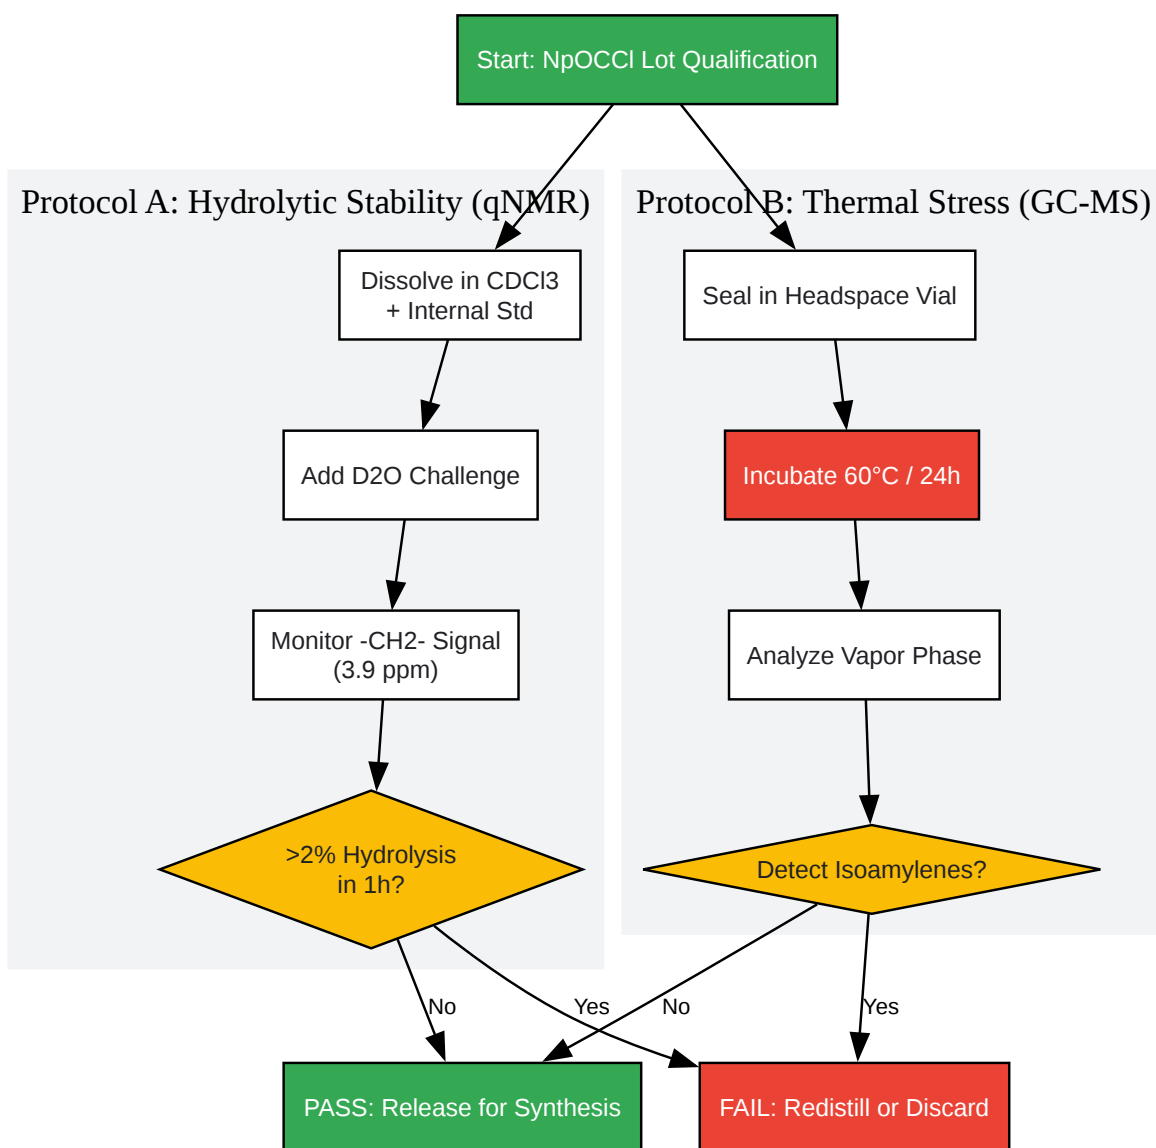 Start: NpOCCl Lot Qualification
Protocol A: Hydrolytic Stability (qNMR)
Dissolve in CDCl3
+ Internal Std
Add D2O Challenge
Monitor -CH2- Signal
(3.9 ppm)
>2% Hydrolysis
in 1h?
Protocol B: Thermal Stress (GC-MS)
Seal in Headspace Vial
Incubate 60°C / 24h
Analyze Vapor Phase
Detect Isoamylenes?
No
Yes
No
Yes
PASS: Release for Synthesis
FAIL: Redistill or Discard